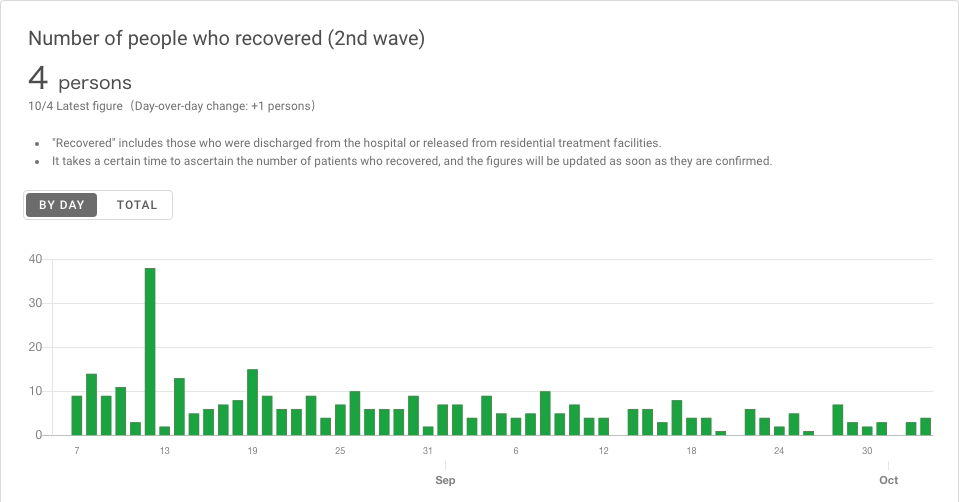 Number of people who recovered (2nd wave)
4 persons
10/4 Latest figure（Day-over-day change: +1 persons）
• "Recovered" includes those who were discharged from the hospital or released from residential treatment facilities.
• It takes a certain time to ascertain the number of patients who recovered, and the figures will be updated as soon as they are confirmed.
BY DAY TOTAL
40
30
20
10
0
7 13 19 25 31 6 12 18 24 30
Sep Oct